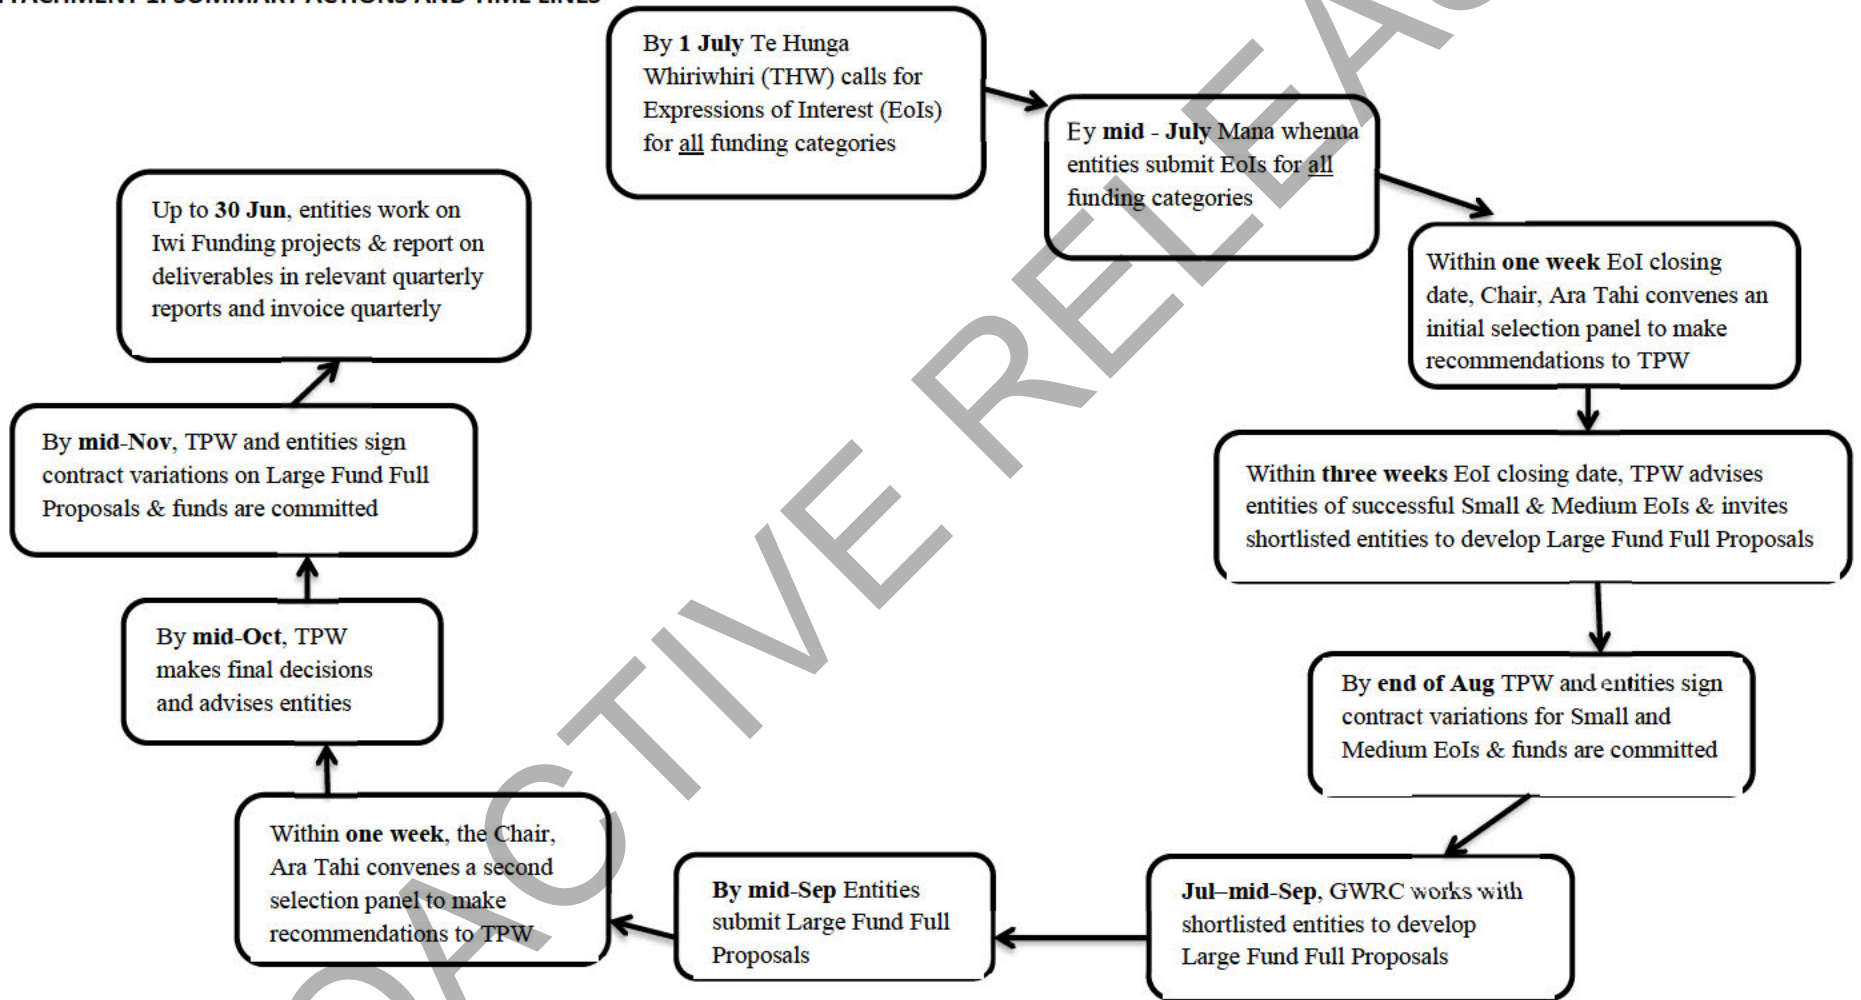 ATTACHMENT 1: SUMMARY ACTIONS AND TIME LINES
By 1 July Te Hunga
Whiriwhiri (THW) calls for
Expressions of Interest (EoIs)
for all funding categories
Ey mid - July Mana whenua
entities submit EoIs for all
funding categories
Within one week EoI closing
date, Chair, Ara Tahi convenes an
initial selection panel to make
recommendations to TPW
Within three weeks EoI closing date, TPW advises
entities of successful Small & Medium EoIs & invites
shortlisted entities to develop Large Fund Full Proposals
By end of Aug TPW and entities sign
contract variations for Small and
Medium EoIs & funds are committed
Jul–mid-Sep, GWRC works with
shortlisted entities to develop
Large Fund Full Proposals
By mid-Sep Entities
submit Large Fund Full
Proposals
Within one week, the Chair,
Ara Tahi convenes a second
selection panel to make
recommendations to TPW
By mid-Oct, TPW
makes final decisions
and advises entities
By mid-Nov, TPW and entities sign
contract variations on Large Fund Full
Proposals & funds are committed
Up to 30 Jun, entities work on
Iwi Funding projects & report on
deliverables in relevant quarterly
reports and invoice quarterly
OACTIVE RELEAS